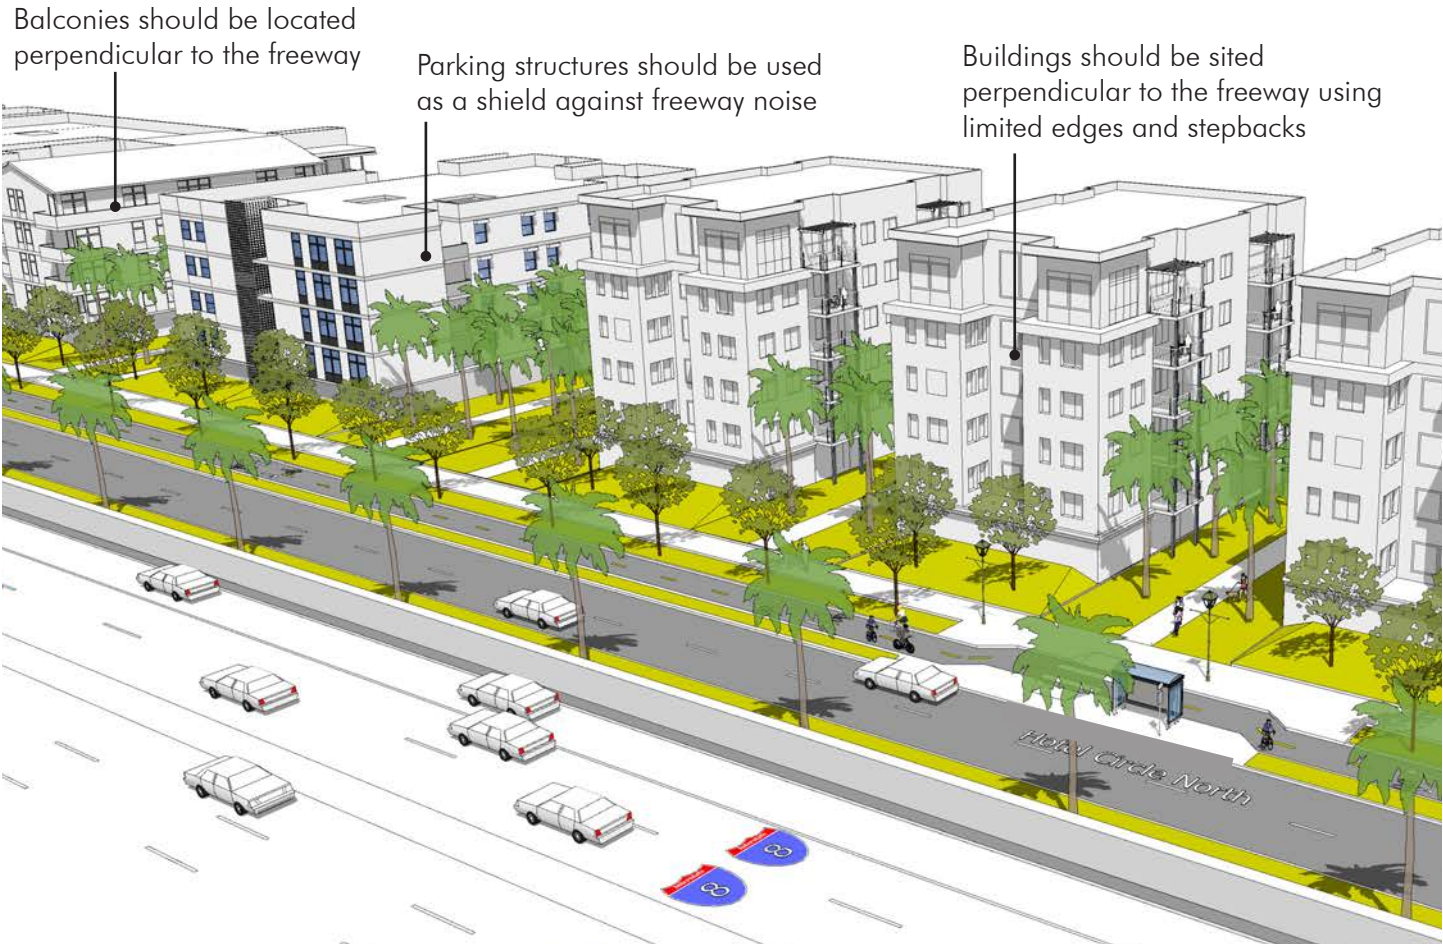 Balconies should be located
perpendicular to the freeway
Parking structures should be used
as a shield against freeway noise
Buildings should be sited
perpendicular to the freeway using
limited edges and stepbacks
Hotel Circle North
8
8